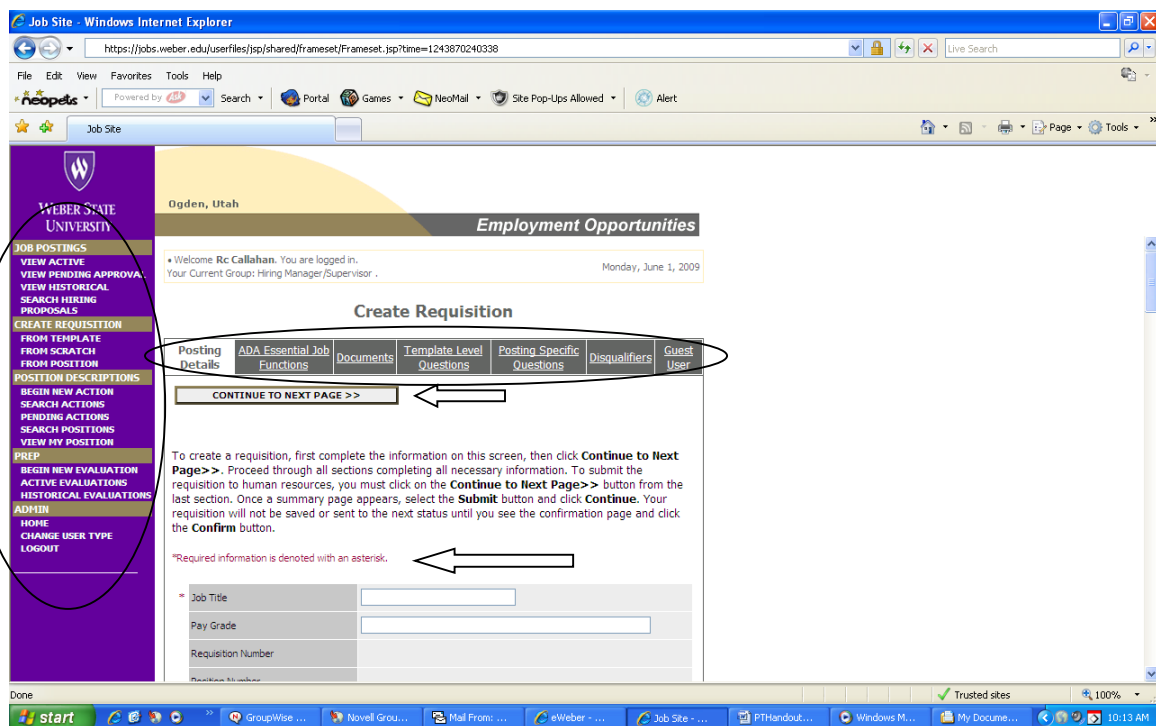 Job Site - Windows Internet Explorer
https://jobs.weber.edu/userfiles/jsp/shared/frameset/Frameset.jsp?time=1243870240338
Live Search
File Edit View Favorites Tools Help
neopets Powered by Search Portal Games NeoMail Site Pop-Ups Allowed Alert
Job Site
Page Tools
W
WEBER STATE
UNIVERSITY
JOB POSTINGS
VIEW ACTIVE
VIEW PENDING APPROVAL
VIEW HISTORICAL
SEARCH HIRING
PROPOSALS
CREATE REQUISITION
FROM TEMPLATE
FROM SCRATCH
FROM POSITION
POSITION DESCRIPTIONS
BEGIN NEW ACTION
SEARCH ACTIONS
PENDING ACTIONS
SEARCH POSITIONS
VIEW MY POSITION
PREP
BEGIN NEW EVALUATION
ACTIVE EVALUATIONS
HISTORICAL EVALUATIONS
ADMIN
HOME
CHANGE USER TYPE
LOGOUT
Ogden, Utah
Employment Opportunities
• Welcome Rc Callahan. You are logged in.
Your Current Group: Hiring Manager/Supervisor .
Monday, June 1, 2009
Create Requisition
Posting Details
ADA Essential Job Functions
Documents
Template Level Questions
Posting Specific Questions
Disqualifiers
Guest User
CONTINUE TO NEXT PAGE >>
To create a requisition, first complete the information on this screen, then click Continue to Next
Page>>. Proceed through all sections completing all necessary information. To submit the
requisition to human resources, you must click on the Continue to Next Page>> button from the
last section. Once a summary page appears, select the Submit button and click Continue. Your
requisition will not be saved or sent to the next status until you see the confirmation page and click
the Confirm button.
*Required information is denoted with an asterisk.
* Job Title
Pay Grade
Requisition Number
Position Number
Done
Trusted sites
100%
start
GroupWise ...
Novell Grou...
Mail From: ...
eWeber - ...
Job Site - ...
PTHandout...
Windows M...
My Docume...
10:13 AM